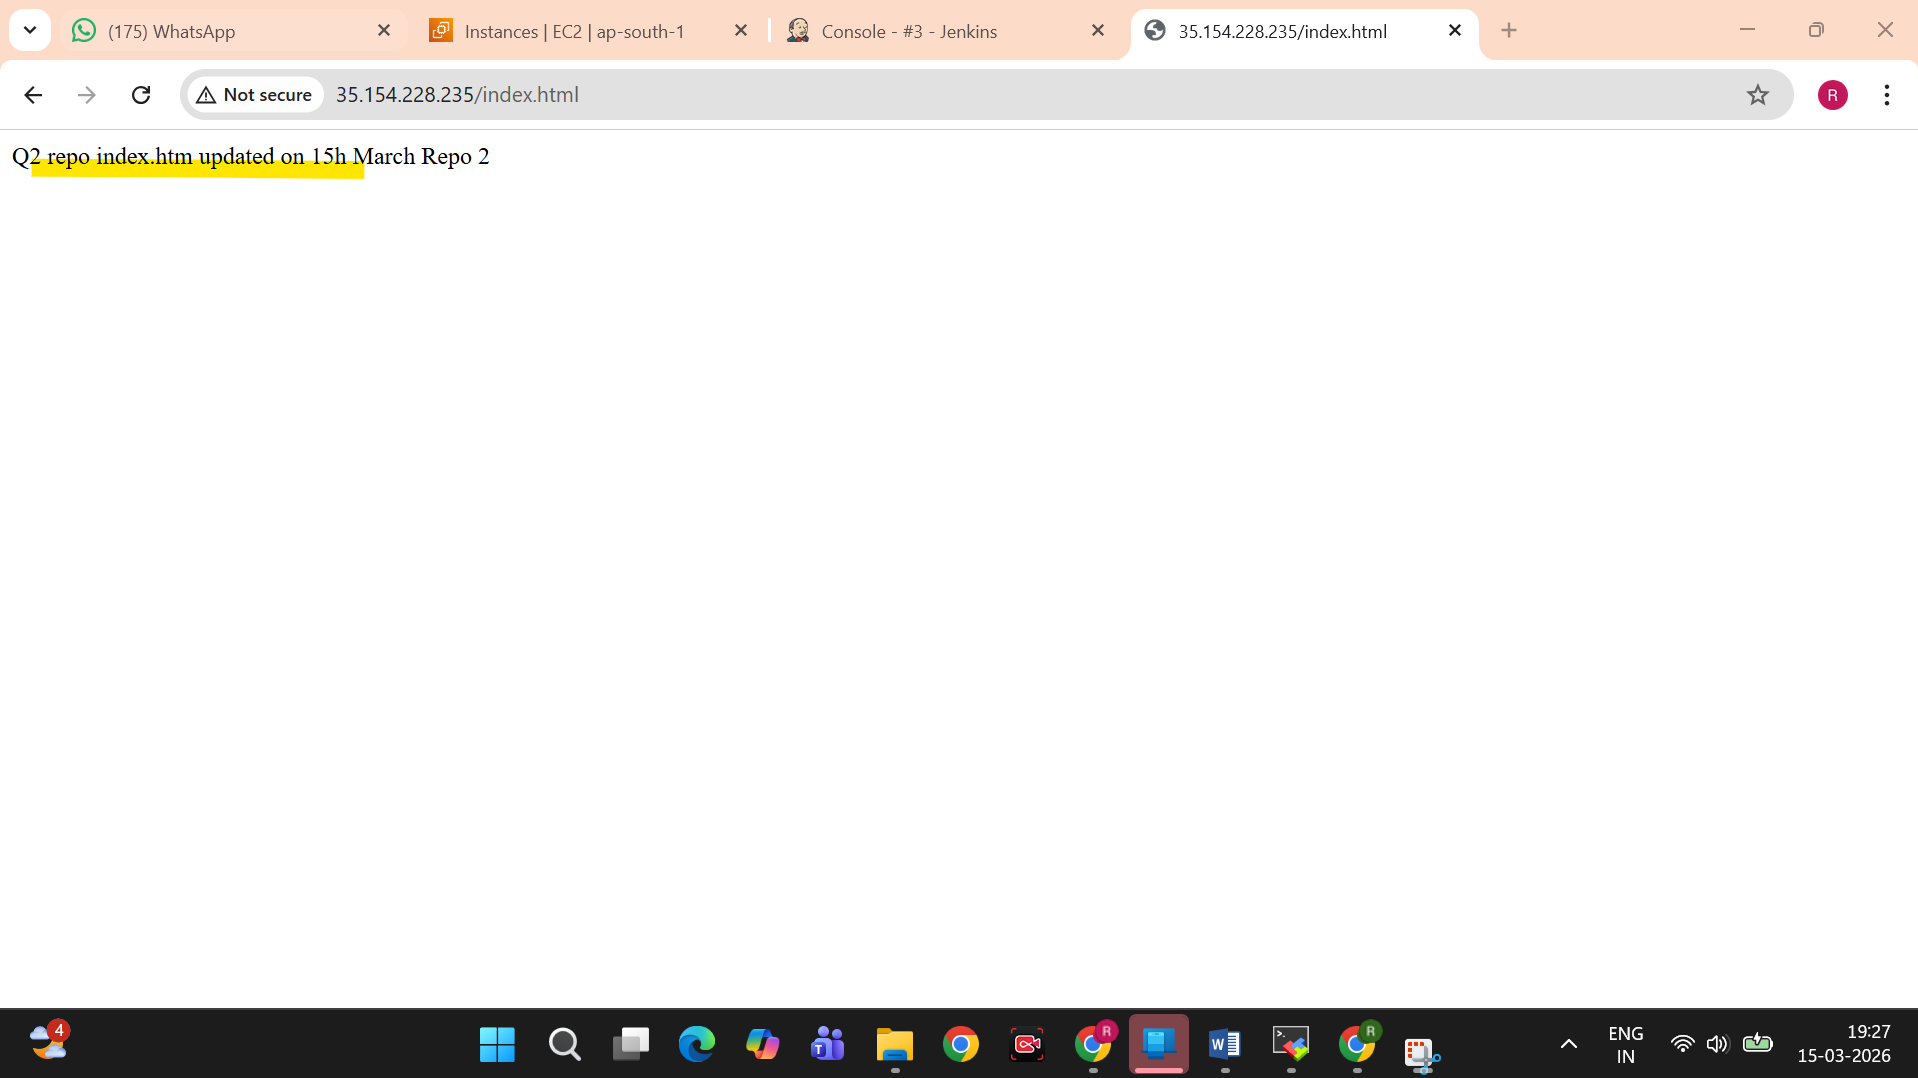 (175) WhatsApp
Instances | EC2 | ap-south-1
Console - #3 - Jenkins
35.154.228.235/index.html
Not secure
35.154.228.235/index.html
R
Q2 repo index.htm updated on 15h March Repo 2
4
T
R
W
>_
R
ENG
IN
19:27
15-03-2026